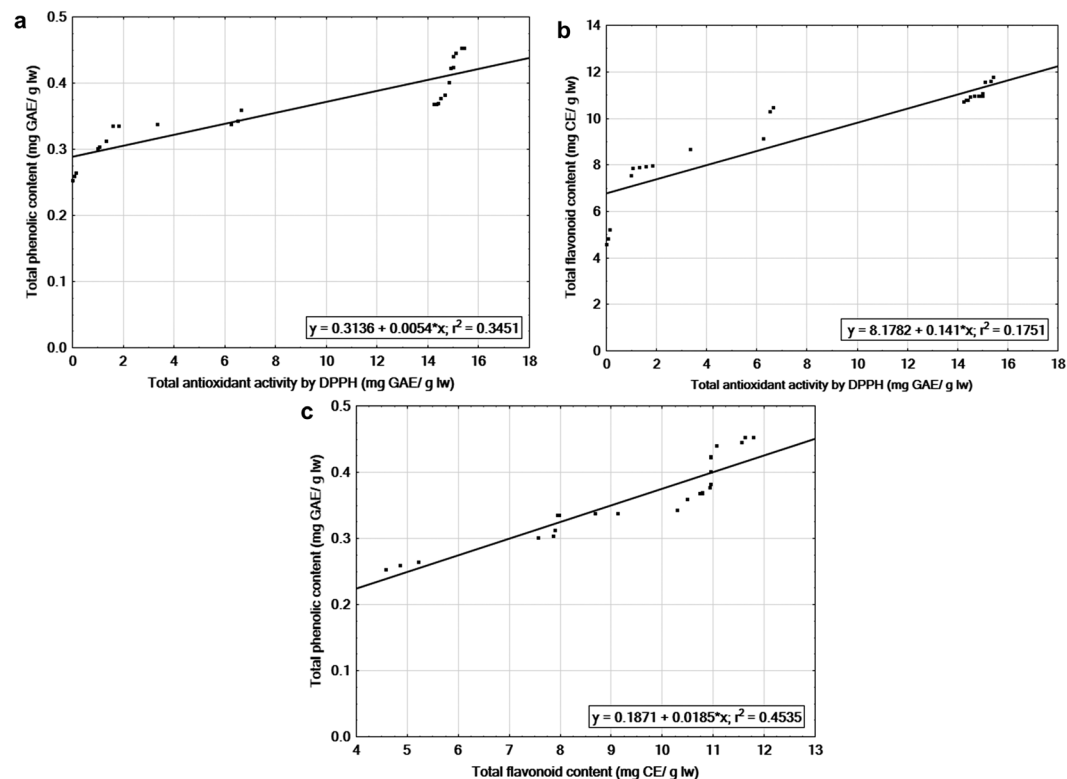 a
0.5
0.4
0.3
0.2
0.1
0.0
Total phenolic content (mg GAE/ g lw)
y = 0.3136 + 0.0054*x; r² = 0.3451
0 2 4 6 8 10 12 14 16 18
Total antioxidant activity by DPPH (mg GAE/ g lw)
b
14
12
10
8
6
4
2
0
Total flavonoid content (mg CE/ g lw)
y = 8.1782 + 0.141*x; r² = 0.1751
0 2 4 6 8 10 12 14 16 18
Total antioxidant activity by DPPH (mg GAE/ g lw)
c
0.5
0.4
0.3
0.2
0.1
0.0
Total phenolic content (mg GAE/ g lw)
y = 0.1871 + 0.0185*x; r² = 0.4535
4 5 6 7 8 9 10 11 12 13
Total flavonoid content (mg CE/ g lw)